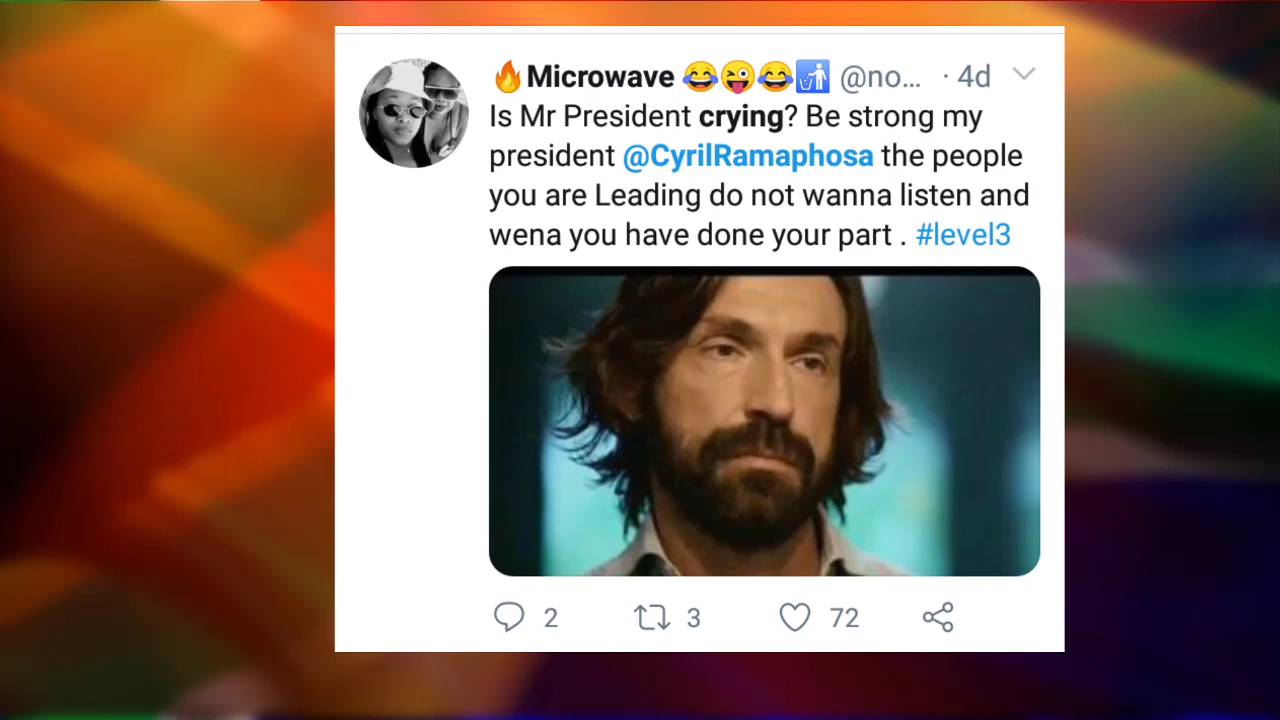 🔥Microwave 😂😜😂🚮 @no... · 4d
Is Mr President crying? Be strong my
president @CyrilRamaphosa the people
you are Leading do not wanna listen and
wena you have done your part . #level3
2 3 72